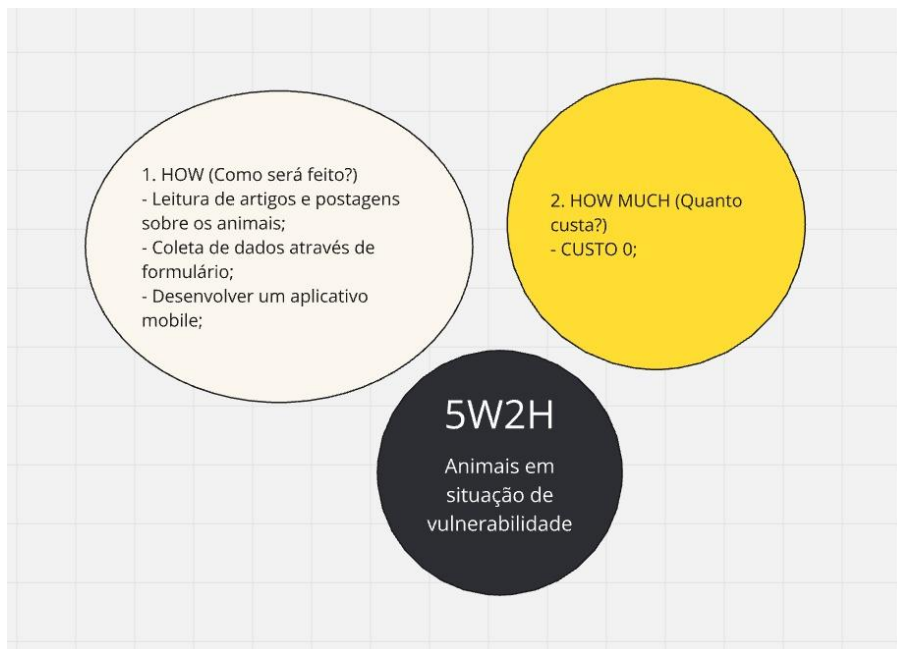 1. HOW (Como será feito?)
- Leitura de artigos e postagens
sobre os animais;
- Coleta de dados através de
formulário;
- Desenvolver um aplicativo
mobile;
2. HOW MUCH (Quanto
custa?)
- CUSTO 0;
5W2H
Animais em
situação de
vulnerabilidade